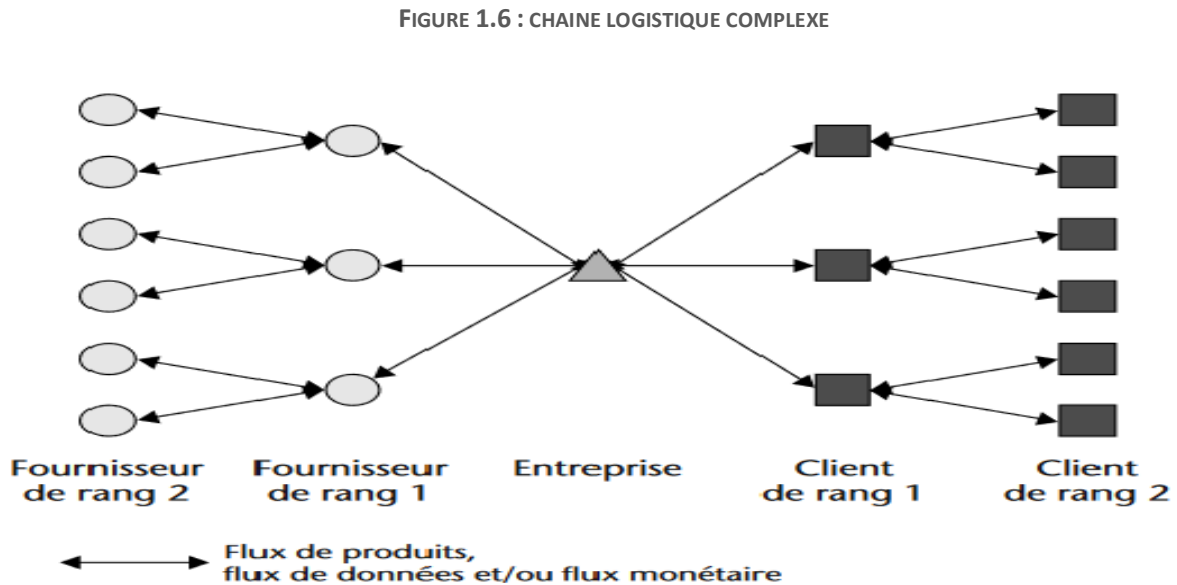 FIGURE 1.6 : CHAINE LOGISTIQUE COMPLEXE
Fournisseur
de rang 2
Fournisseur
de rang 1
Entreprise
Client
de rang 1
Client
de rang 2
Flux de produits,
flux de données et/ou flux monétaire